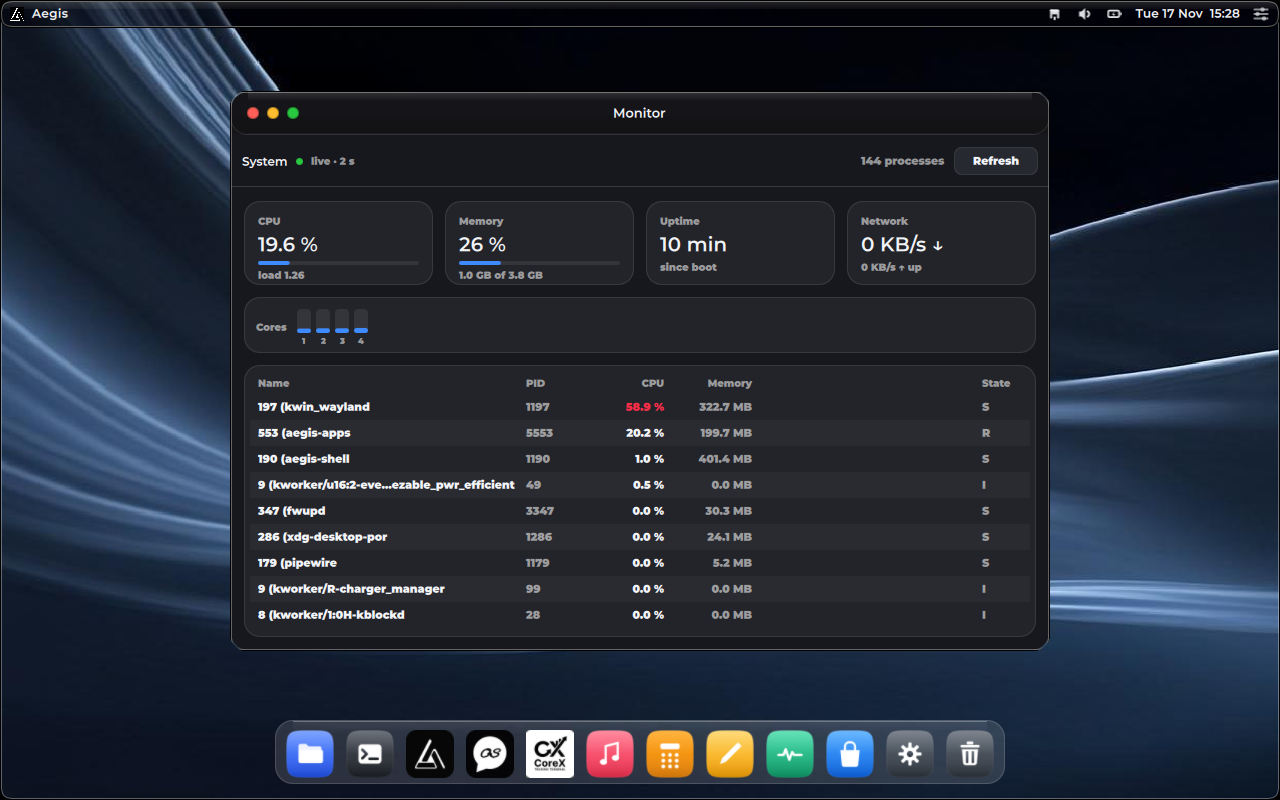 Aegis
Tue 17 Nov 15:28
Monitor
System live · 2 s
144 processes Refresh
CPU
19.6 %
load 1.26
Memory
26 %
1.0 GB of 3.8 GB
Uptime
10 min
since boot
Network
0 KB/s ↓
0 KB/s ↑ up
Cores
1 2 3 4
Name PID CPU Memory State
197 (kwin_wayland 1197 58.9 % 322.7 MB S
553 (aegis-apps 5553 20.2 % 199.7 MB R
190 (aegis-shell 1190 1.0 % 401.4 MB S
9 (kworker/u16:2-eve...ezable_pwr_efficient 49 0.5 % 0.0 MB I
347 (fwupd 3347 0.0 % 30.3 MB S
286 (xdg-desktop-por 1286 0.0 % 24.1 MB S
179 (pipewire 1179 0.0 % 5.2 MB S
9 (kworker/R-charger_manager 99 0.0 % 0.0 MB I
8 (kworker/1:0H-kblockd 28 0.0 % 0.0 MB I
as
CX
CoreX